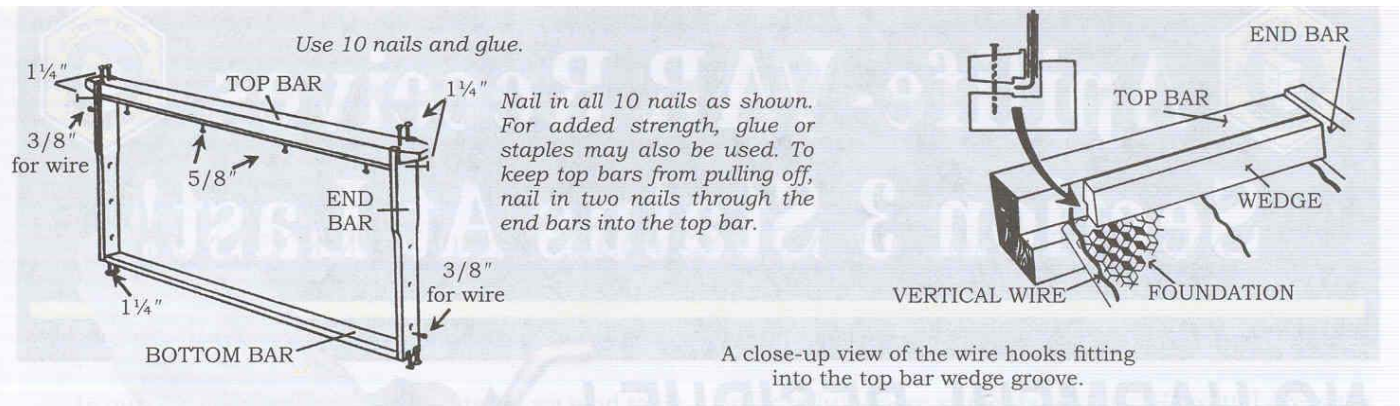 Use 10 nails and glue.
1¼"
TOP BAR
1¼"
3/8"
for wire
5/8"
END
BAR
Nail in all 10 nails as shown.
For added strength, glue or
staples may also be used. To
keep top bars from pulling off,
nail in two nails through the
end bars into the top bar.
3/8"
for wire
1¼"
BOTTOM BAR
END BAR
TOP BAR
WEDGE
VERTICAL WIRE
FOUNDATION
A close-up view of the wire hooks fitting
into the top bar wedge groove.